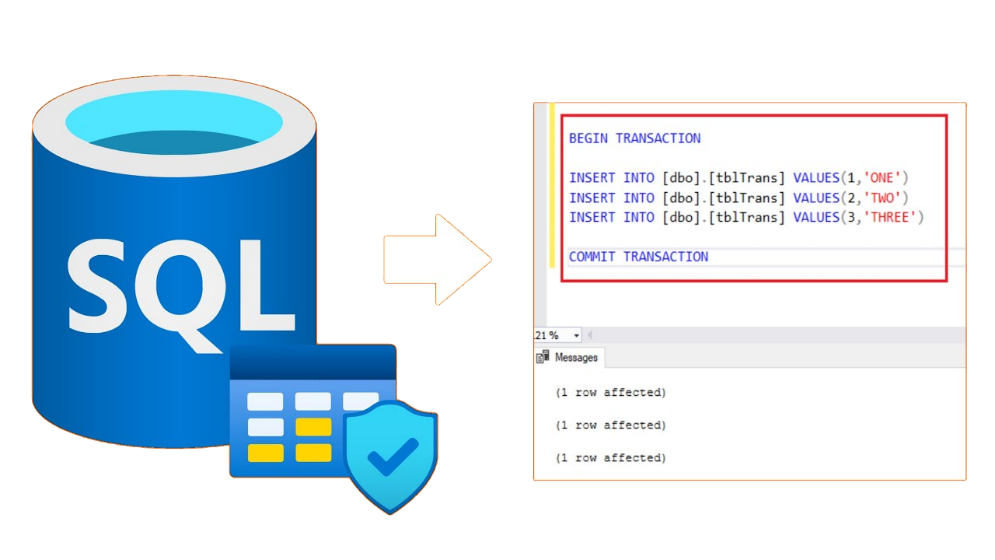 SQL
BEGIN TRANSACTION
INSERT INTO [dbo].[tblTrans] VALUES(1,'ONE')
INSERT INTO [dbo].[tblTrans] VALUES(2,'TWO')
INSERT INTO [dbo].[tblTrans] VALUES(3,'THREE')
COMMIT TRANSACTION
21 %
Messages
(1 row affected)
(1 row affected)
(1 row affected)